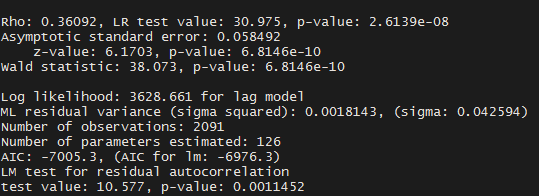 Rho: 0.36092, LR test value: 30.975, p-value: 2.6139e-08
Asymptotic standard error: 0.058492
z-value: 6.1703, p-value: 6.8146e-10
Wald statistic: 38.073, p-value: 6.8146e-10
Log likelihood: 3628.661 for lag model
ML residual variance (sigma squared): 0.0018143, (sigma: 0.042594)
Number of observations: 2091
Number of parameters estimated: 126
AIC: -7005.3, (AIC for lm: -6976.3)
LM test for residual autocorrelation
test value: 10.577, p-value: 0.0011452